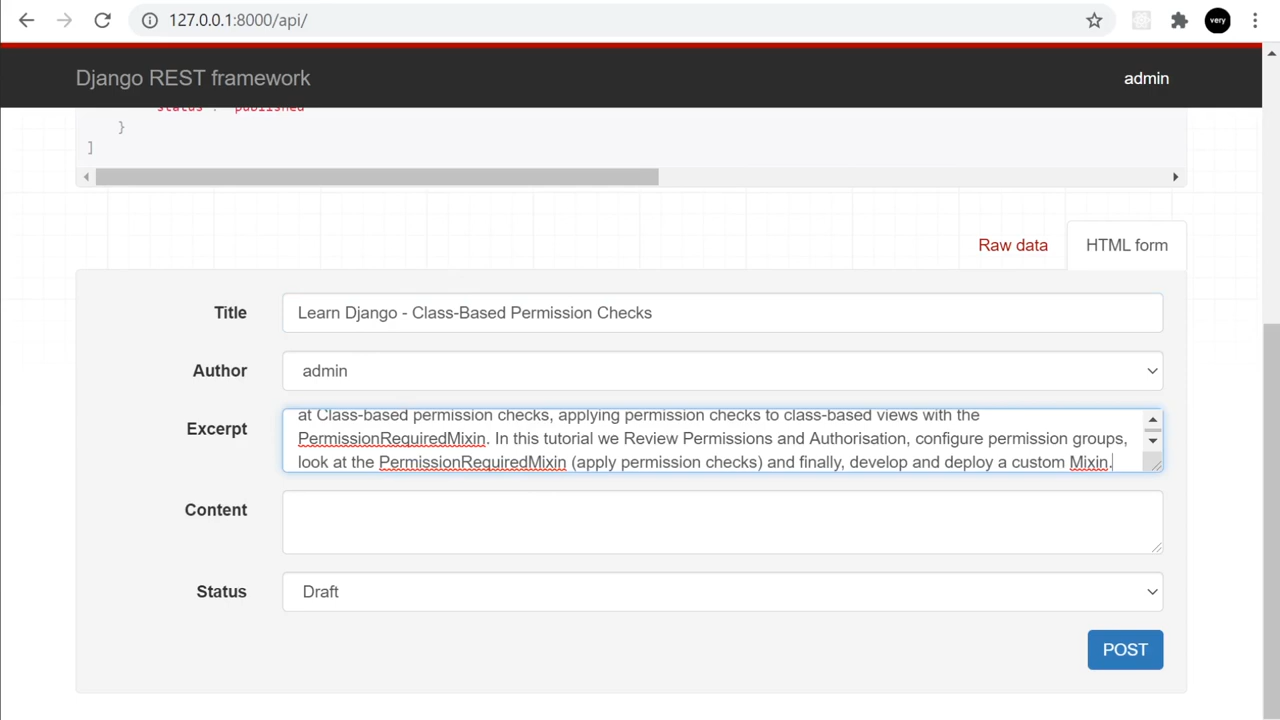 127.0.0.1:8000/api/
very
Django REST framework
admin
"status": "published"
}
]
Raw data
HTML form
Title
Learn Django - Class-Based Permission Checks
Author
admin
Excerpt
at Class-based permission checks, applying permission checks to class-based views with the
PermissionRequiredMixin. In this tutorial we Review Permissions and Authorisation, configure permission groups,
look at the PermissionRequiredMixin (apply permission checks) and finally, develop and deploy a custom Mixin.
Content
Status
Draft
POST